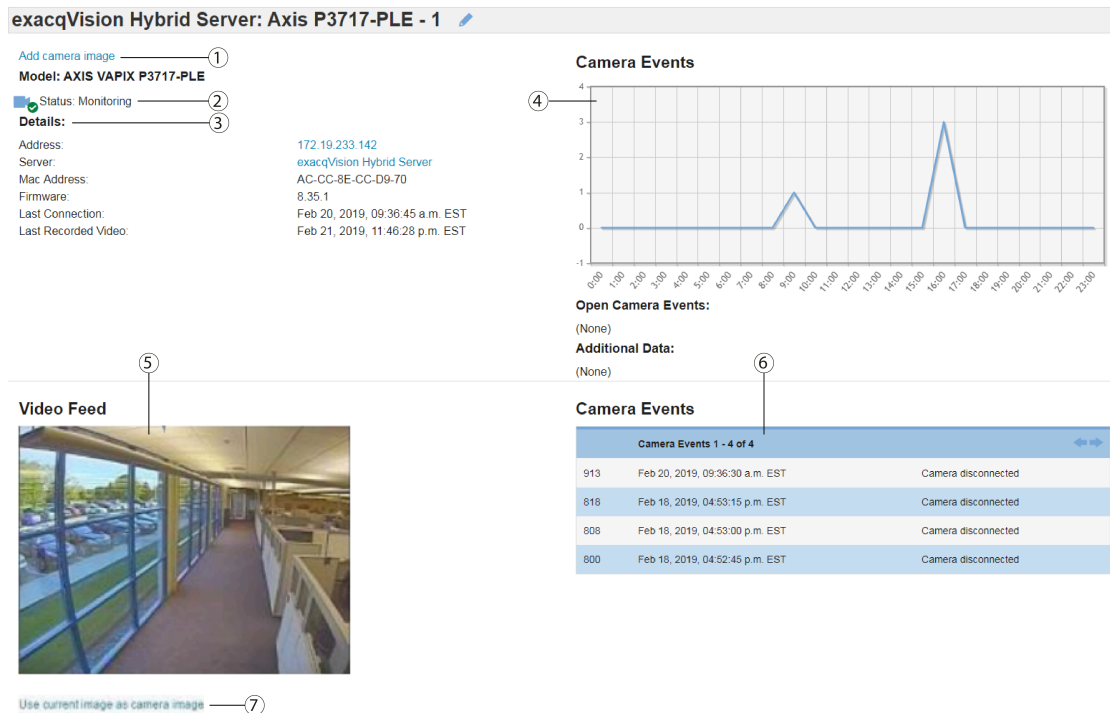 exacqVision Hybrid Server: Axis P3717-PLE - 1
Add camera image
1
Model: AXIS VAPIX P3717-PLE
Status: Monitoring
2
Details:
3
Address: 172.19.233.142
Server: exacqVision Hybrid Server
Mac Address: AC-CC-8E-CC-D9-70
Firmware: 8.35.1
Last Connection: Feb 20, 2019, 09:36:45 a.m. EST
Last Recorded Video: Feb 21, 2019, 11:46:28 p.m. EST
Camera Events
4
4
3
2
1
0
-1
0:00 1:00 2:00 3:00 4:00 5:00 6:00 7:00 8:00 9:00 10:00 11:00 12:00 13:00 14:00 15:00 16:00 17:00 18:00 19:00 20:00 21:00 22:00 23:00
Open Camera Events:
(None)
Additional Data:
(None)
5
6
Video Feed
Use current image as camera image
7
Camera Events
Camera Events 1 - 4 of 4
913 Feb 20, 2019, 09:36:30 a.m. EST Camera disconnected
818 Feb 18, 2019, 04:53:15 p.m. EST Camera disconnected
808 Feb 18, 2019, 04:53:00 p.m. EST Camera disconnected
800 Feb 18, 2019, 04:52:45 p.m. EST Camera disconnected